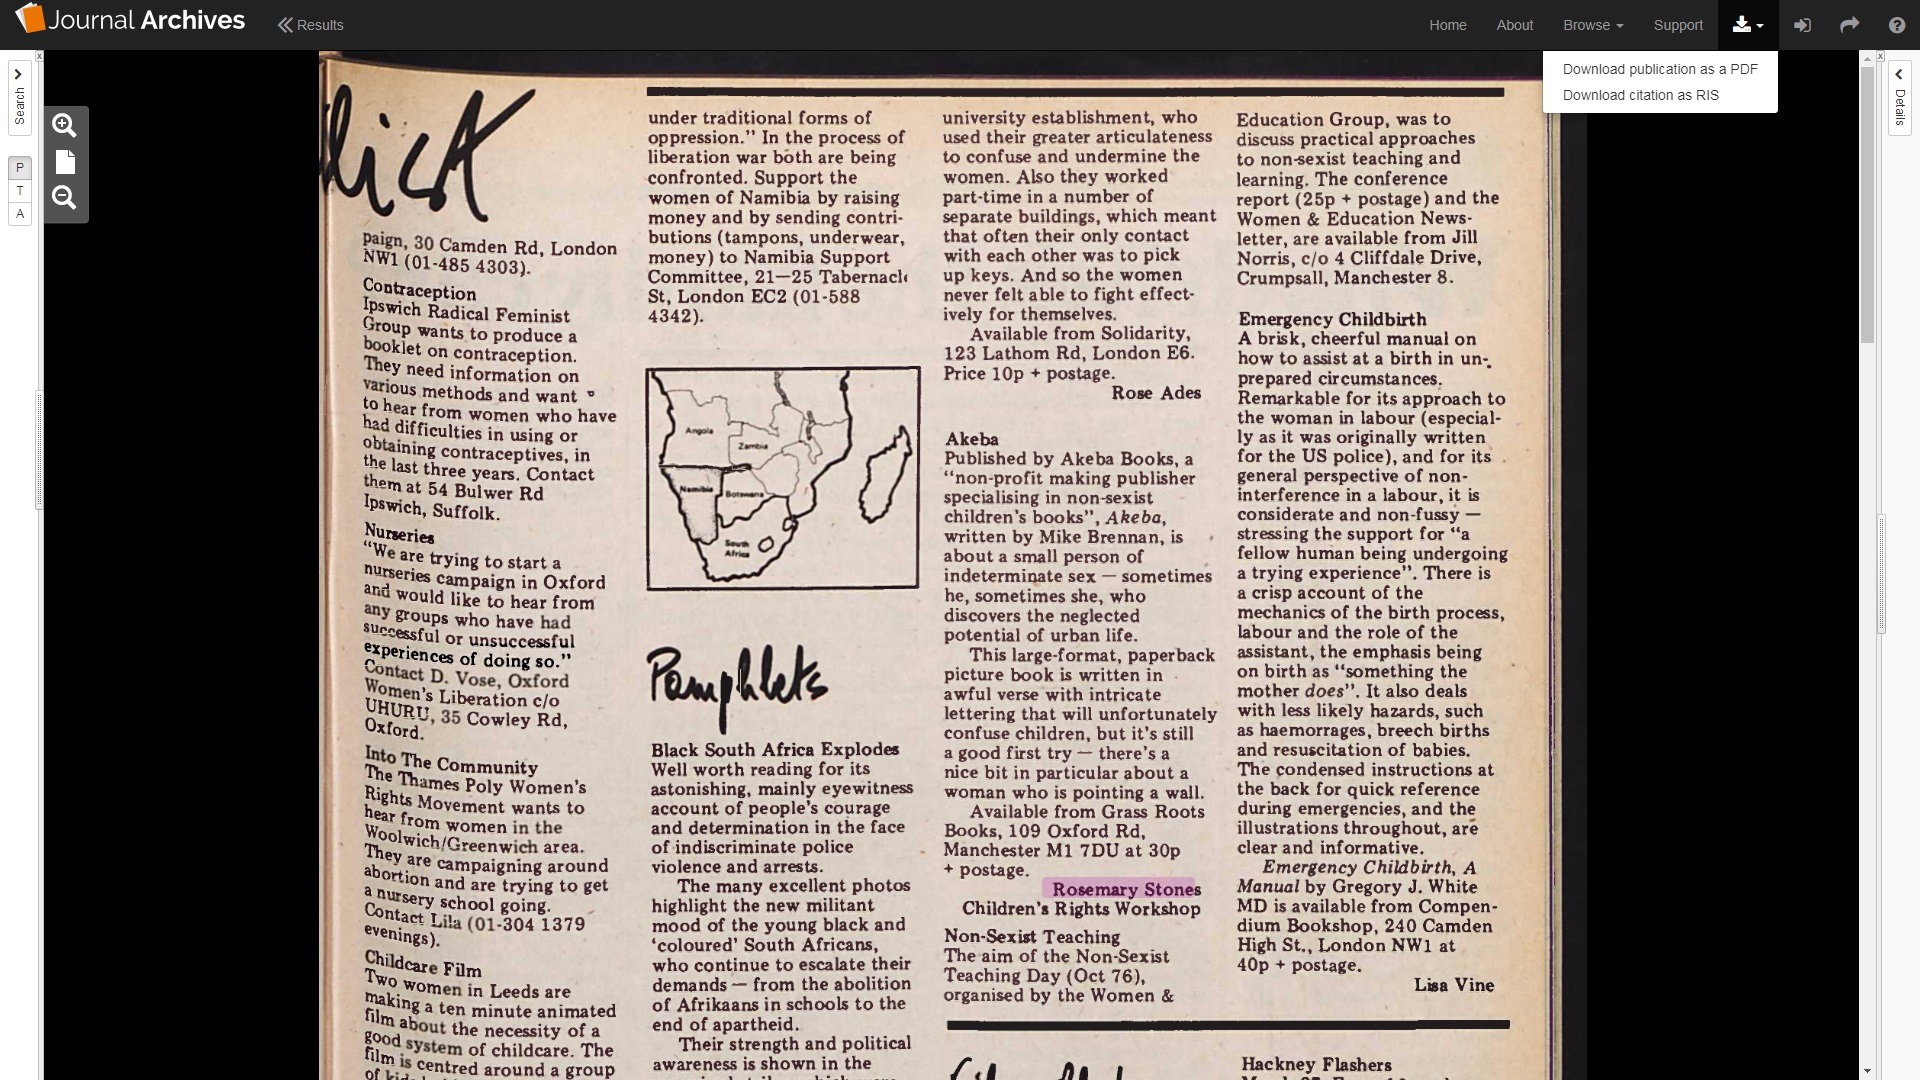 Journal Archives
Results
Home
About
Browse
Support
Download publication as a PDF
Download citation as RIS
Search
P
T
A
Details
paign, 30 Camden Rd, London
NW1 (01-485 4303).
Contraception
Ipswich Radical Feminist
Group wants to produce a
booklet on contraception.
They need information on
various methods and want
to hear from women who have
had difficulties in using or
obtaining contraceptives, in
the last three years. Contact
them at 54 Bulwer Rd
Ipswich, Suffolk.
Nurseries
“We are trying to start a
nurseries campaign in Oxford
and would like to hear from
any groups who have had
successful or unsuccessful
experiences of doing so.”
Contact D. Vose, Oxford
Women's Liberation c/o
UHURU, 35 Cowley Rd,
Oxford.
Into The Community
The Thames Poly Women's
Rights Movement wants to
hear from women in the
Woolwich/Greenwich area.
They are campaigning around
abortion and are trying to get
a nursery school going.
Contact Lila (01-304 1379
evenings).
Childcare Film
Two women in Leeds are
making a ten minute animated
film about the necessity of a
good system of childcare. The
film is centred around a group
under traditional forms of
oppression.” In the process of
liberation war both are being
confronted. Support the
women of Namibia by raising
money and by sending contri-
butions (tampons, underwear,
money) to Namibia Support
Committee, 21—25 Tabernacle
St, London EC2 (01-588
4342).
Angola
Zambia
Namibia
Botswana
South
Africa
Pamphlets
Black South Africa Explodes
Well worth reading for its
astonishing, mainly eyewitness
account of people's courage
and determination in the face
of indiscriminate police
violence and arrests.
The many excellent photos
highlight the new militant
mood of the young black and
‘coloured’ South Africans,
who continue to escalate their
demands — from the abolition
of Afrikaans in schools to the
end of apartheid.
Their strength and political
awareness is shown in the
university establishment, who
used their greater articulateness
to confuse and undermine the
women. Also they worked
part-time in a number of
separate buildings, which meant
that often their only contact
with each other was to pick
up keys. And so the women
never felt able to fight effect-
ively for themselves.
Available from Solidarity,
123 Lathom Rd, London E6.
Price 10p + postage.
Rose Ades
Akeba
Published by Akeba Books, a
“non-profit making publisher
specialising in non-sexist
children's books”, Akeba,
written by Mike Brennan, is
about a small person of
indeterminate sex — sometimes
he, sometimes she, who
discovers the neglected
potential of urban life.
This large-format, paperback
picture book is written in
awful verse with intricate
lettering that will unfortunately
confuse children, but it's still
a good first try — there's a
nice bit in particular about a
woman who is pointing a wall.
Available from Grass Roots
Books, 109 Oxford Rd,
Manchester M1 7DU at 30p
+ postage.
Rosemary Stones
Children's Rights Workshop
Non-Sexist Teaching
The aim of the Non-Sexist
Teaching Day (Oct 76),
organised by the Women &
Education Group, was to
discuss practical approaches
to non-sexist teaching and
learning. The conference
report (25p + postage) and the
Women & Education News-
letter, are available from Jill
Norris, c/o 4 Cliffdale Drive,
Crumpsall, Manchester 8.
Emergency Childbirth
A brisk, cheerful manual on
how to assist at a birth in un-
prepared circumstances.
Remarkable for its approach to
the woman in labour (especial-
ly as it was originally written
for the US police), and for its
general perspective of non-
interference in a labour, it is
considerate and non-fussy —
stressing the support for “a
fellow human being undergoing
a trying experience”. There is
a crisp account of the
mechanics of the birth process,
labour and the role of the
assistant, the emphasis being
on birth as “something the
mother does”. It also deals
with less likely hazards, such
as haemorrages, breech births
and resuscitation of babies.
The condensed instructions at
the back for quick reference
during emergencies, and the
illustrations throughout, are
clear and informative.
Emergency Childbirth, A
Manual by Gregory J. White
MD is available from Compen-
dium Bookshop, 240 Camden
High St., London NW1 at
40p + postage.
Lisa Vine
Hackney Flashers